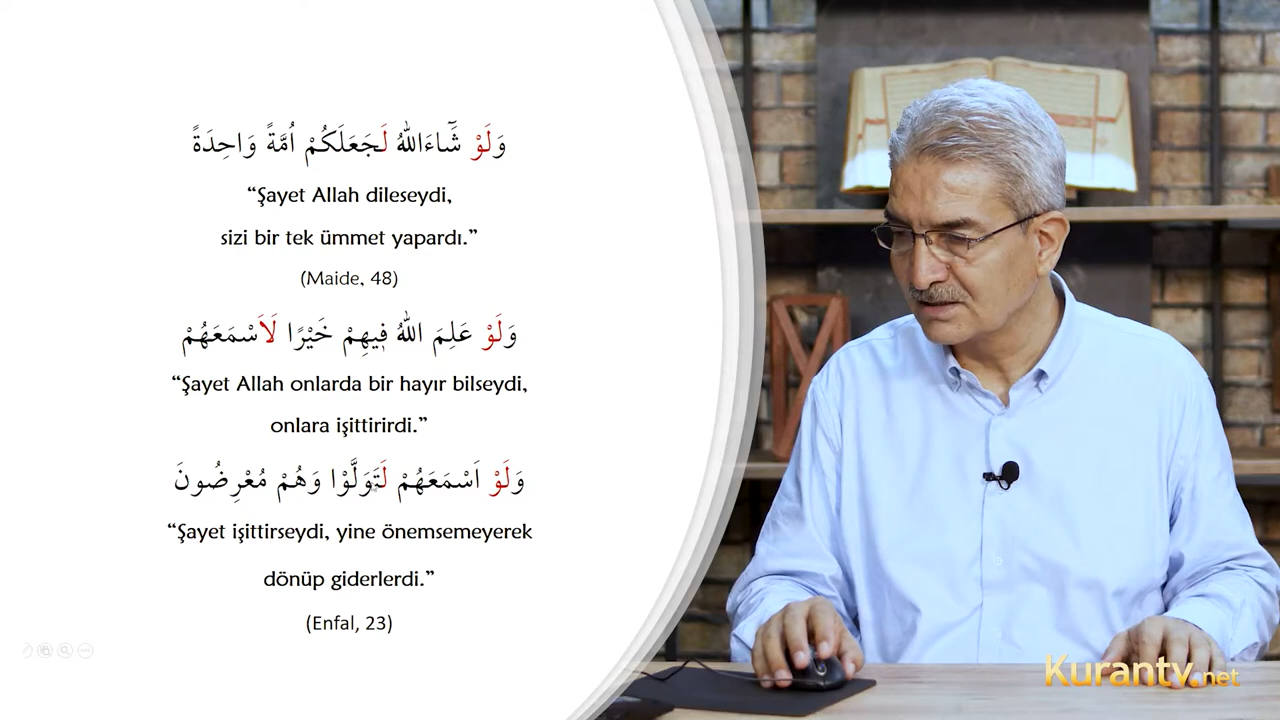 وَلَوْ شَٓاءَاللّٰهُ لَجَعَلَكُمْ اُمَّةً وَاحِدَةً
“Şayet Allah dileseydi,
sizi bir tek ümmet yapardı.”
(Maide, 48)
وَلَوْ عَلِمَ اللّٰهُ فٖيهِمْ خَيْرًا لَاَسْمَعَهُمْ
“Şayet Allah onlarda bir hayır bilseydi,
onlara işittirirdi.”
وَلَوْ اَسْمَعَهُمْ لَتَوَلَّوْا وَهُمْ مُعْرِضُونَ
“Şayet işittirseydi, yine önemsemeyerek
dönüp giderlerdi.”
(Enfal, 23)
Kurantv.net